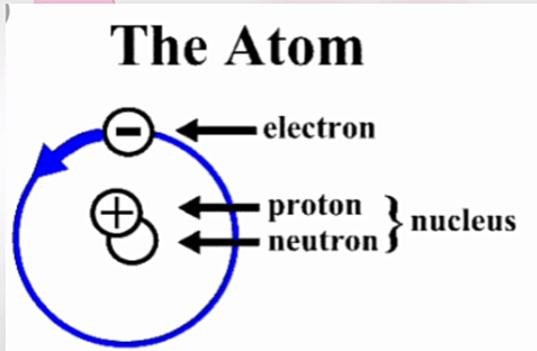 The Atom
electron
proton
nucleus
neutron